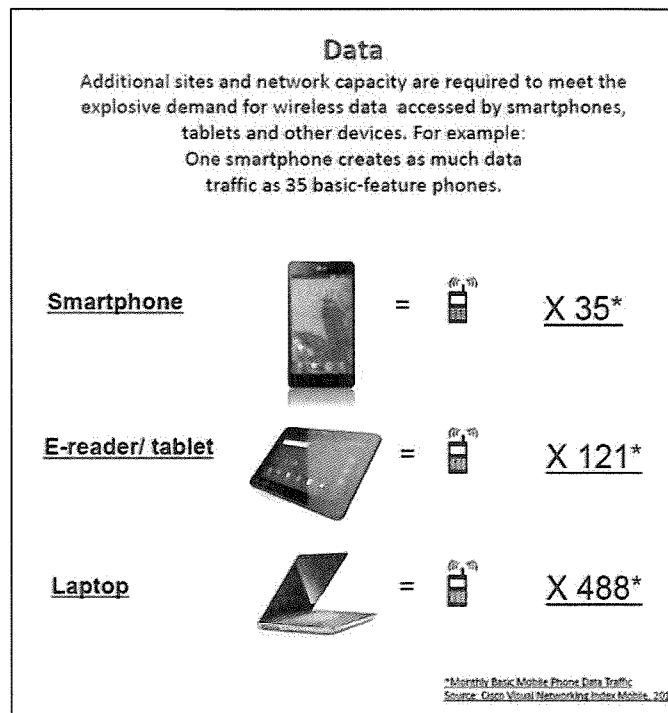 Data
Additional sites and network capacity are required to meet the
explosive demand for wireless data accessed by smartphones,
tablets and other devices. For example:
One smartphone creates as much data
traffic as 35 basic-feature phones.
Smartphone = X 35*
E-reader/ tablet = X 121*
Laptop = X 488*
*Monthly Basic Mobile Phone Data Traffic
Source: Cisco Visual Networking Index Mobile,